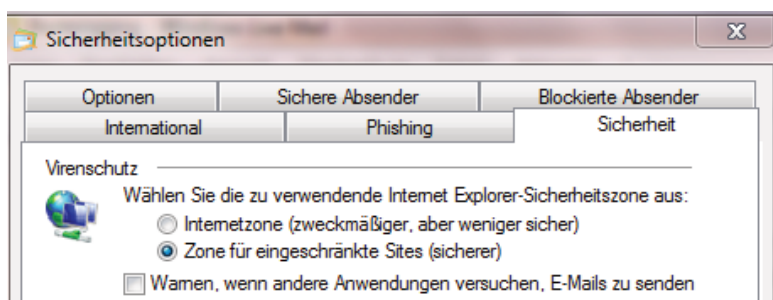 Sicherheitsoptionen
Optionen Sichere Absender Blockierte Absender
International Phishing Sicherheit
Virenschutz
Wählen Sie die zu verwendende Internet Explorer-Sicherheitszone aus:
Internetzone (zweckmäßiger, aber weniger sicher)
Zone für eingeschränkte Sites (sicherer)
Warnen, wenn andere Anwendungen versuchen, E-Mails zu senden